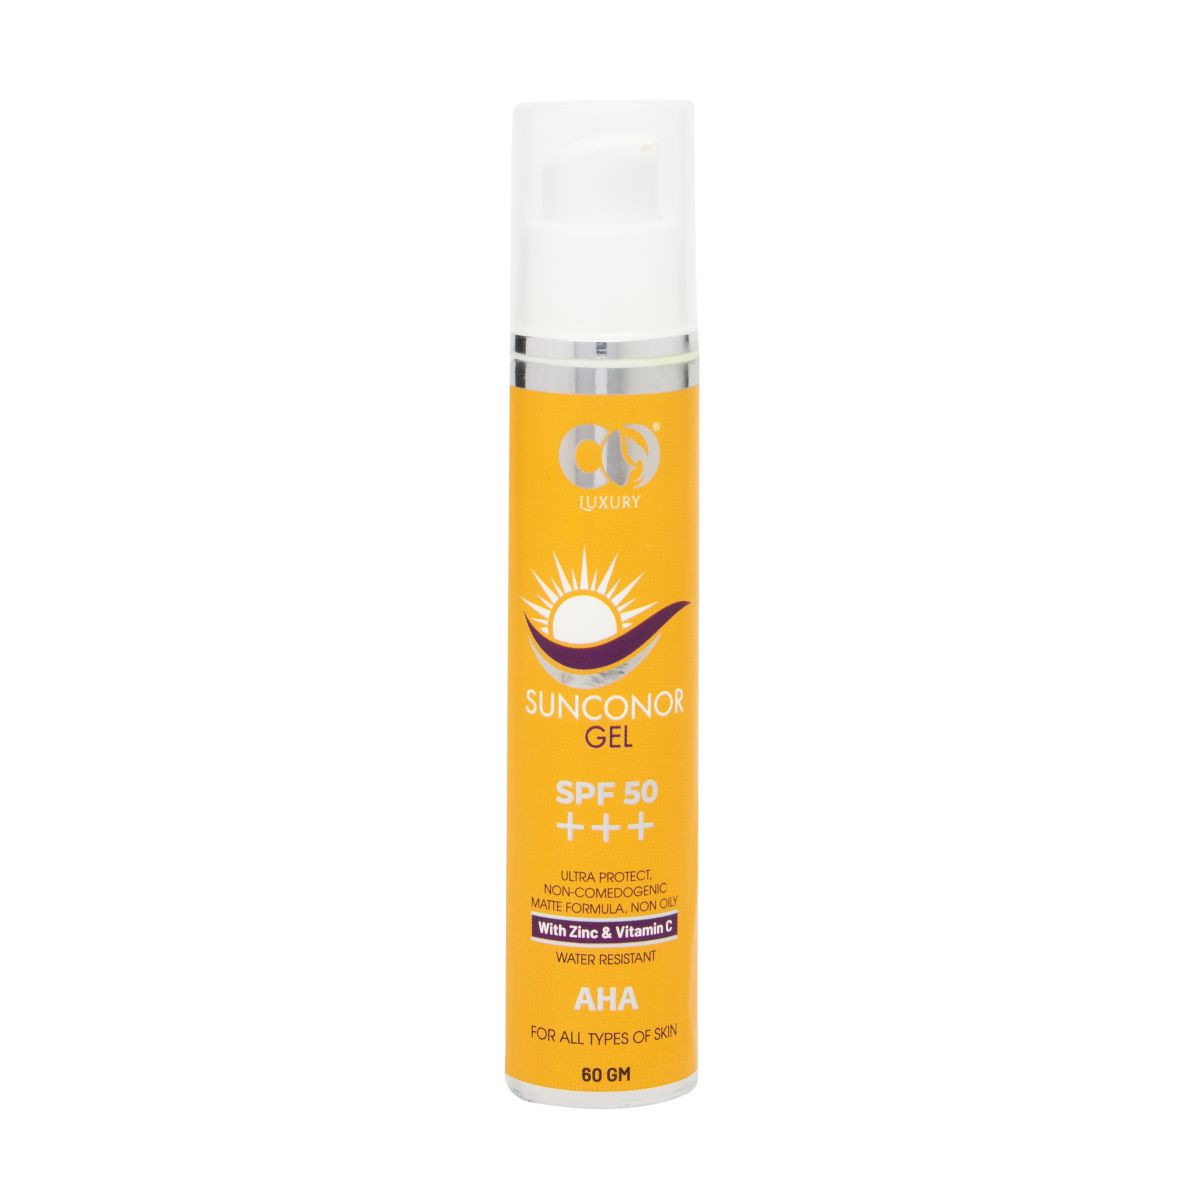 ®
LUXURY
SUNCONOR
GEL
SPF 50
+++
ULTRA PROTECT,
NON-COMEDOGENIC
MATTE FORMULA, NON OILY
With Zinc & Vitamin C
WATER RESISTANT
AHA
FOR ALL TYPES OF SKIN
60 GM